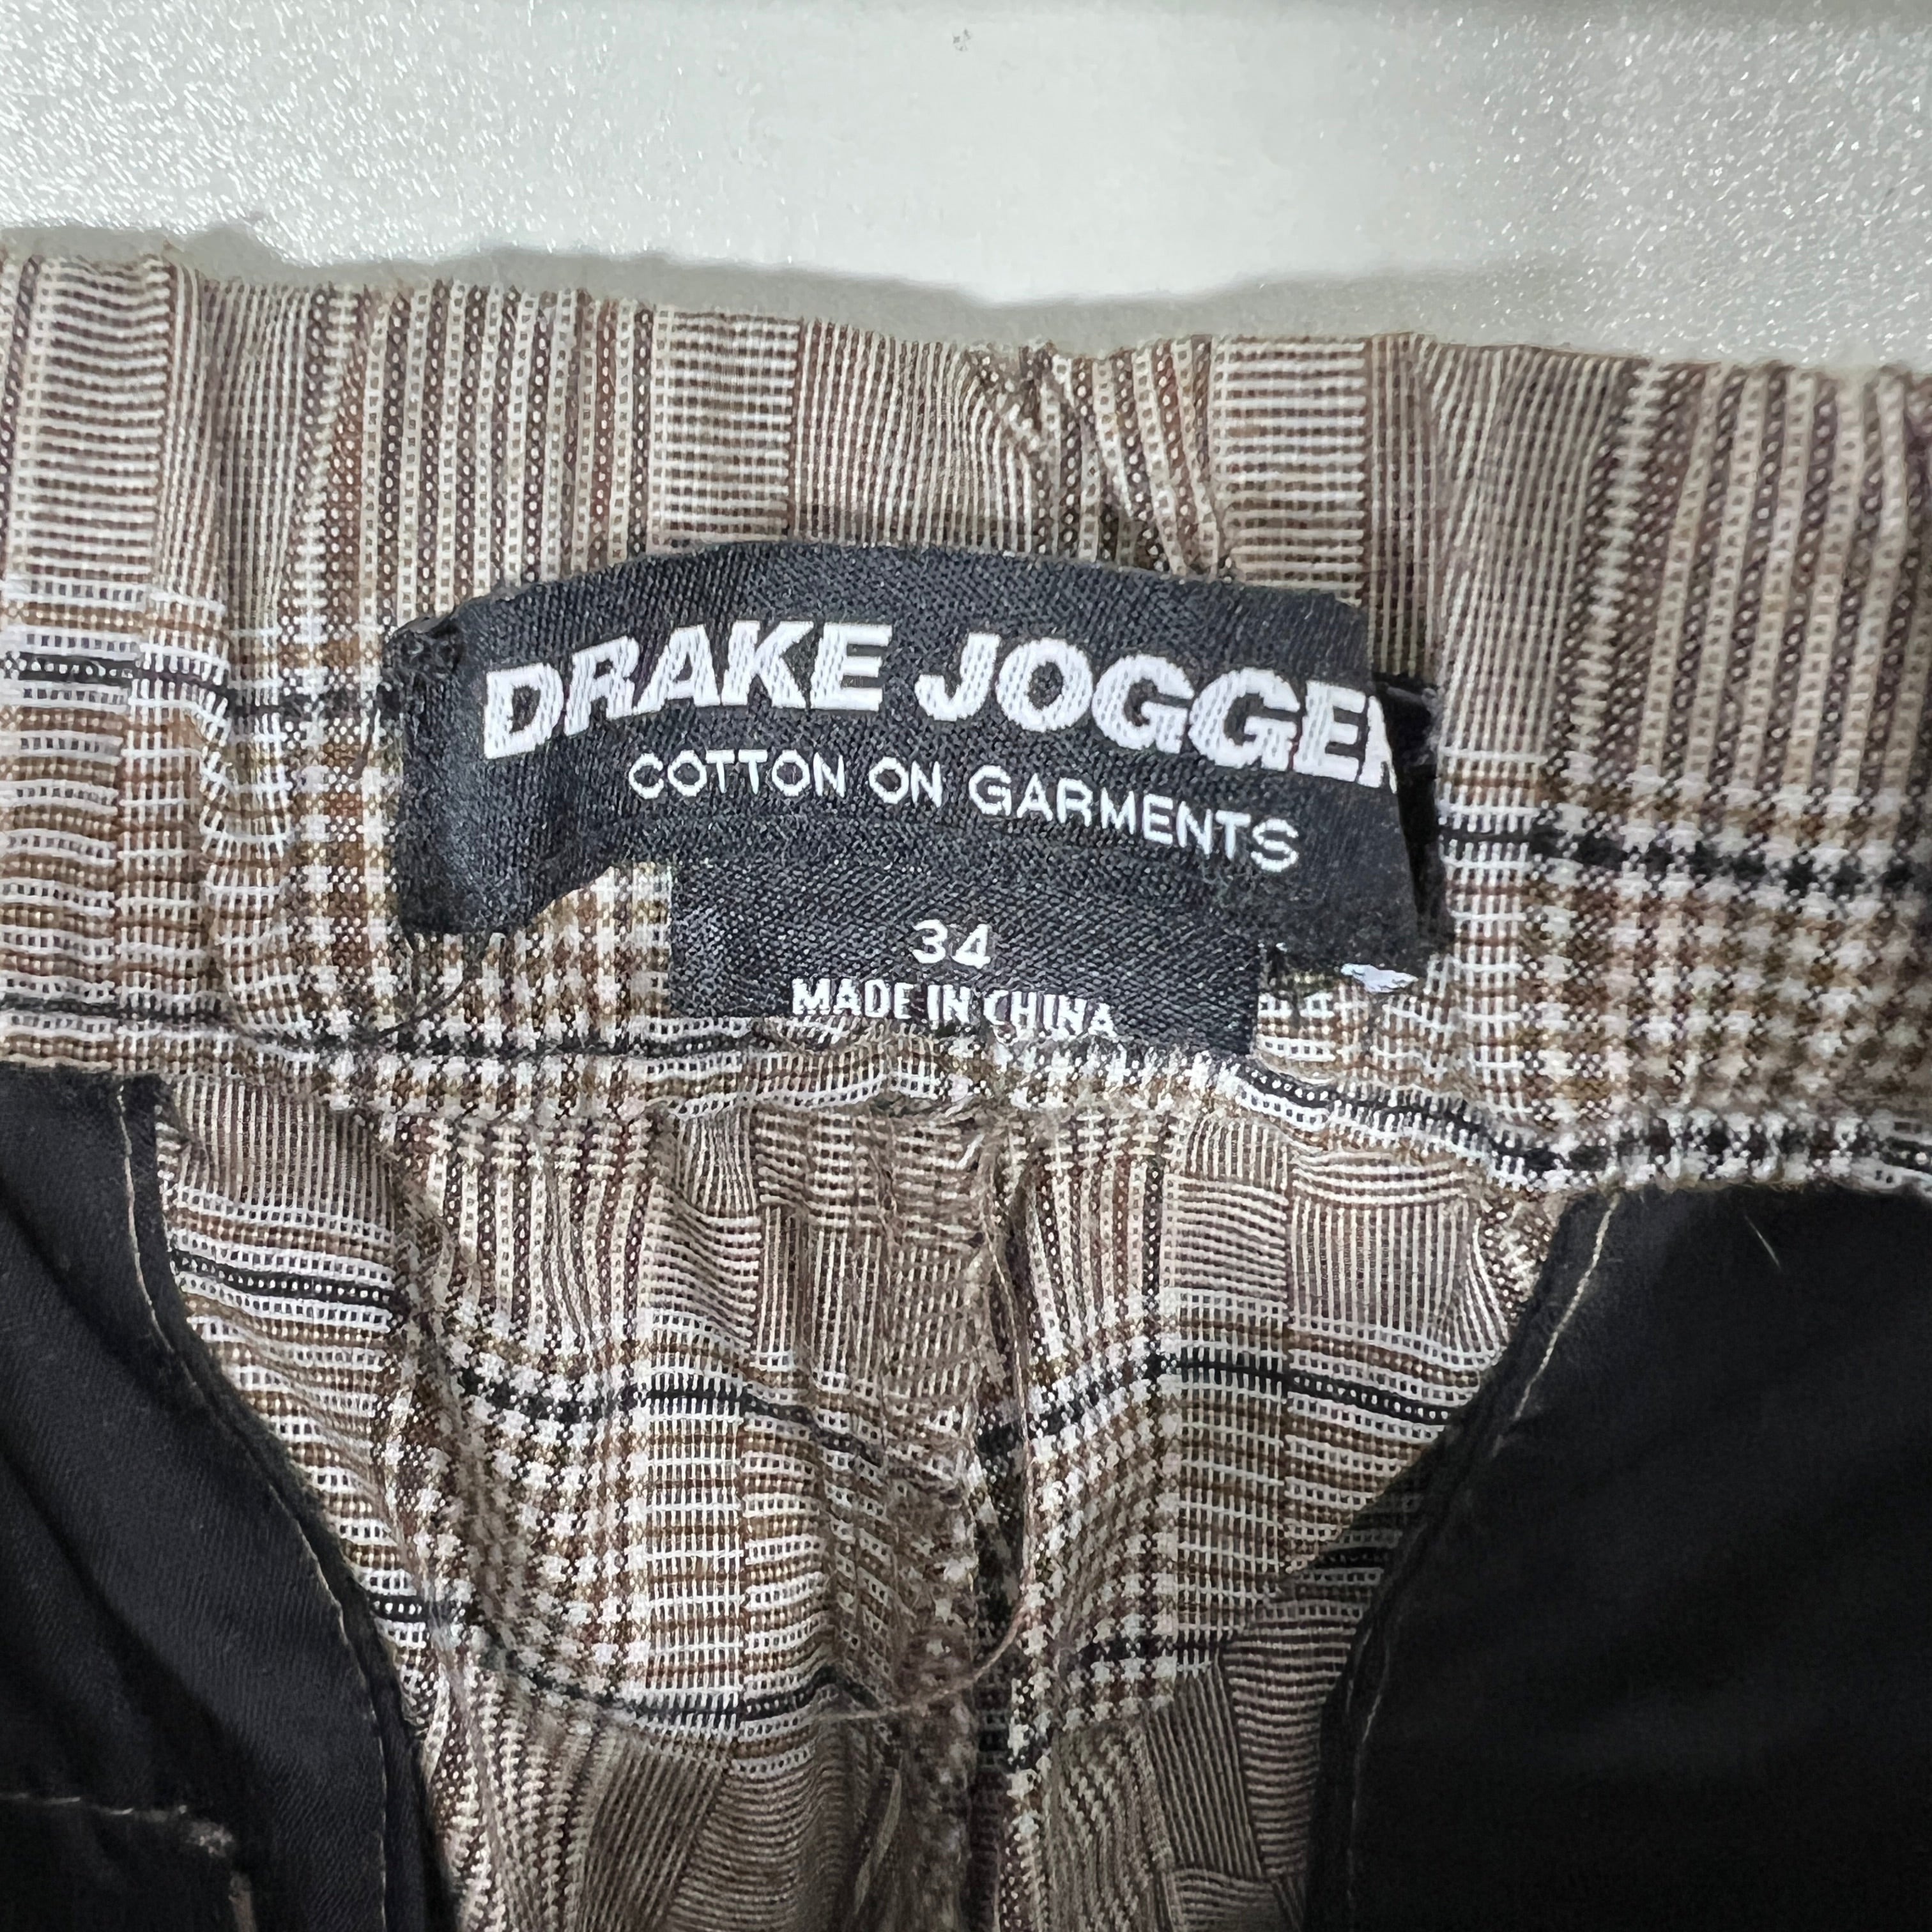 DRAKE JOGGER
COTTON ON GARMENTS
34
MADE IN CHINA